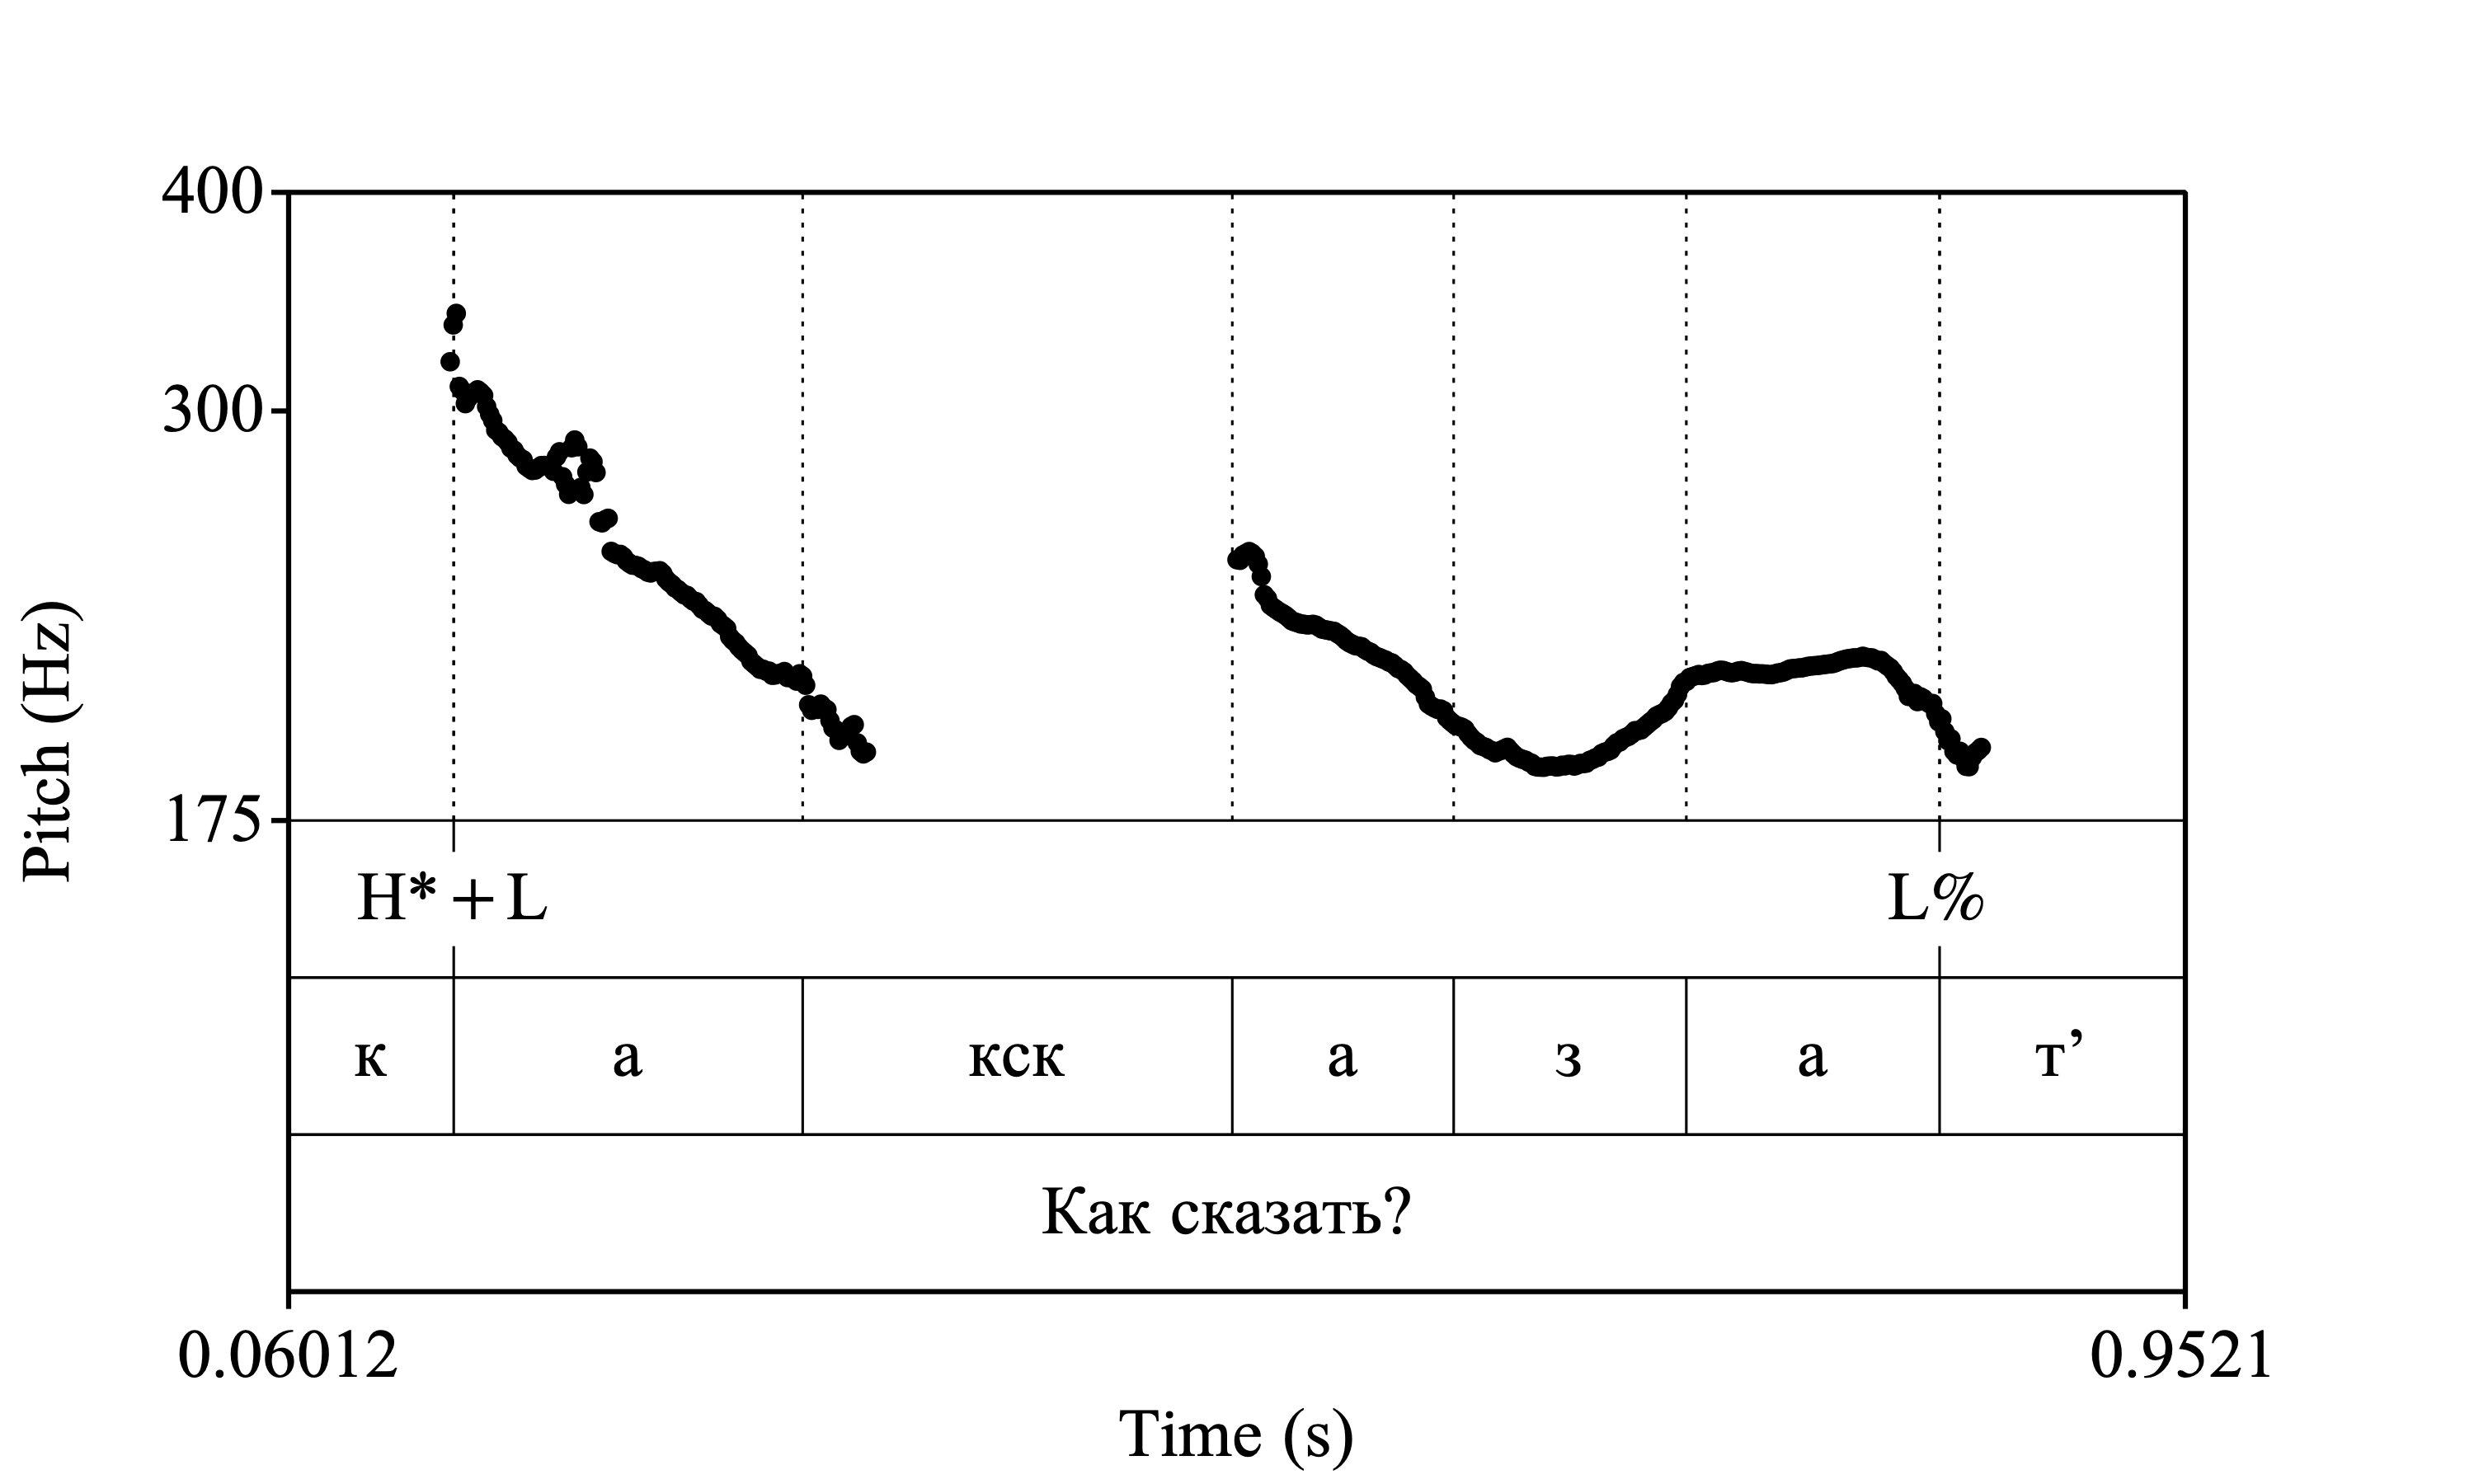 400
300
175
Pitch (Hz)
H*+L L%
к а кск а з а т’
Как сказать?
0.06012 0.9521
Time (s)